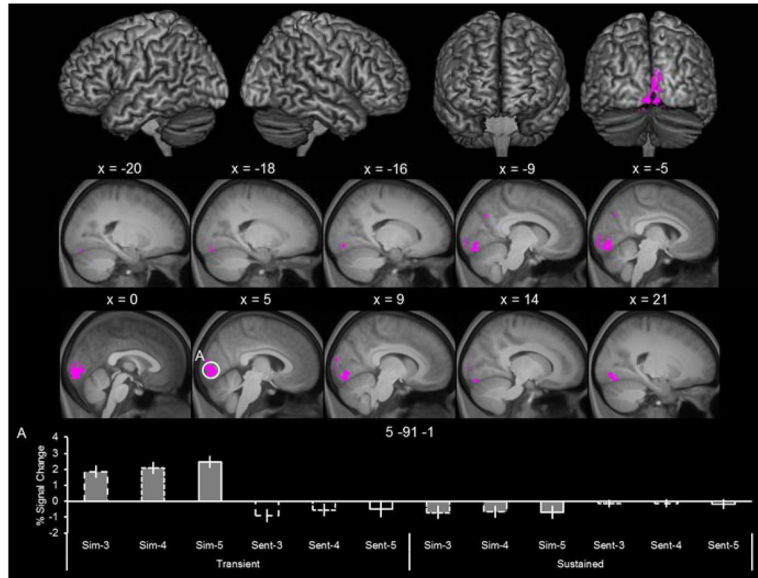 x = -20 x = -18 x = -16 x = -9 x = -5
x = 0 x = 5 x = 9 x = 14 x = 21
A
A 5 -91 -1
% Signal Change
4
3
2
1
0
-1
-2
Sim-3 Sim-4 Sim-5 Sent-3 Sent-4 Sent-5 Sim-3 Sim-4 Sim-5 Sent-3 Sent-4 Sent-5
Transient Sustained